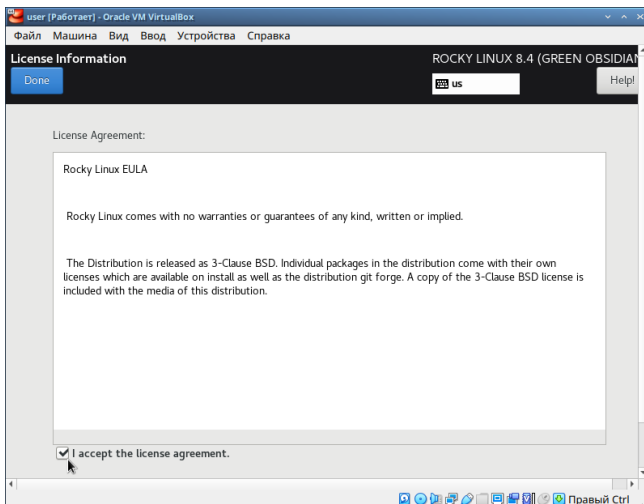 user [Работает] - Oracle VM VirtualBox
Файл Машина Вид Ввод Устройства Справка
License Information
ROCKY LINUX 8.4 (GREEN OBSIDIAN
Done
us
Help!
License Agreement:
Rocky Linux EULA
Rocky Linux comes with no warranties or guarantees of any kind, written or implied.
The Distribution is released as 3-Clause BSD. Individual packages in the distribution come with their own
licenses which are available on install as well as the distribution git forge. A copy of the 3-Clause BSD license is
included with the media of this distribution.
I accept the license agreement.
Правый Ctrl